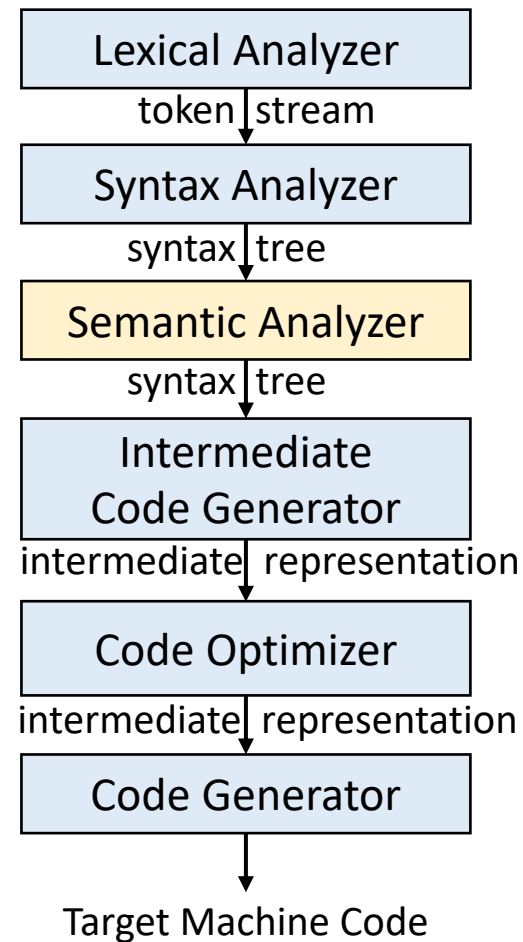 Lexical Analyzer
token stream
Syntax Analyzer
syntax tree
Semantic Analyzer
syntax tree
Intermediate
Code Generator
intermediate representation
Code Optimizer
intermediate representation
Code Generator
Target Machine Code